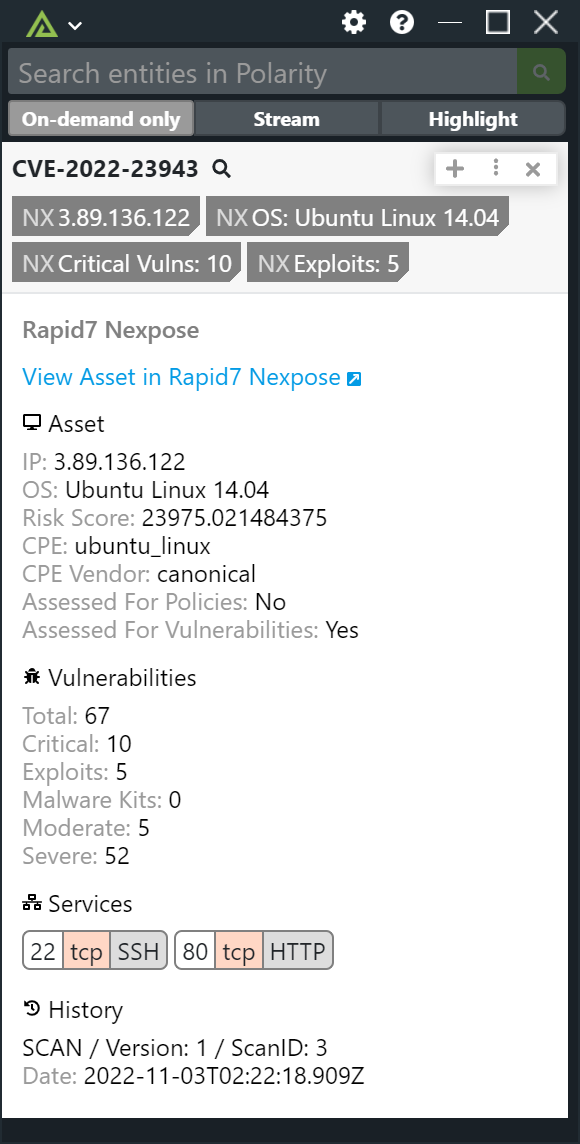 Search entities in Polarity
On-demand only Stream Highlight
CVE-2022-23943
NX 3.89.136.122 NX OS: Ubuntu Linux 14.04
NX Critical Vulns: 10 NX Exploits: 5
Rapid7 Nexpose
View Asset in Rapid7 Nexpose
Asset
IP: 3.89.136.122
OS: Ubuntu Linux 14.04
Risk Score: 23975.021484375
CPE: ubuntu_linux
CPE Vendor: canonical
Assessed For Policies: No
Assessed For Vulnerabilities: Yes
Vulnerabilities
Total: 67
Critical: 10
Exploits: 5
Malware Kits: 0
Moderate: 5
Severe: 52
Services
22 tcp SSH 80 tcp HTTP
History
SCAN / Version: 1 / ScanID: 3
Date: 2022-11-03T02:22:18.909Z